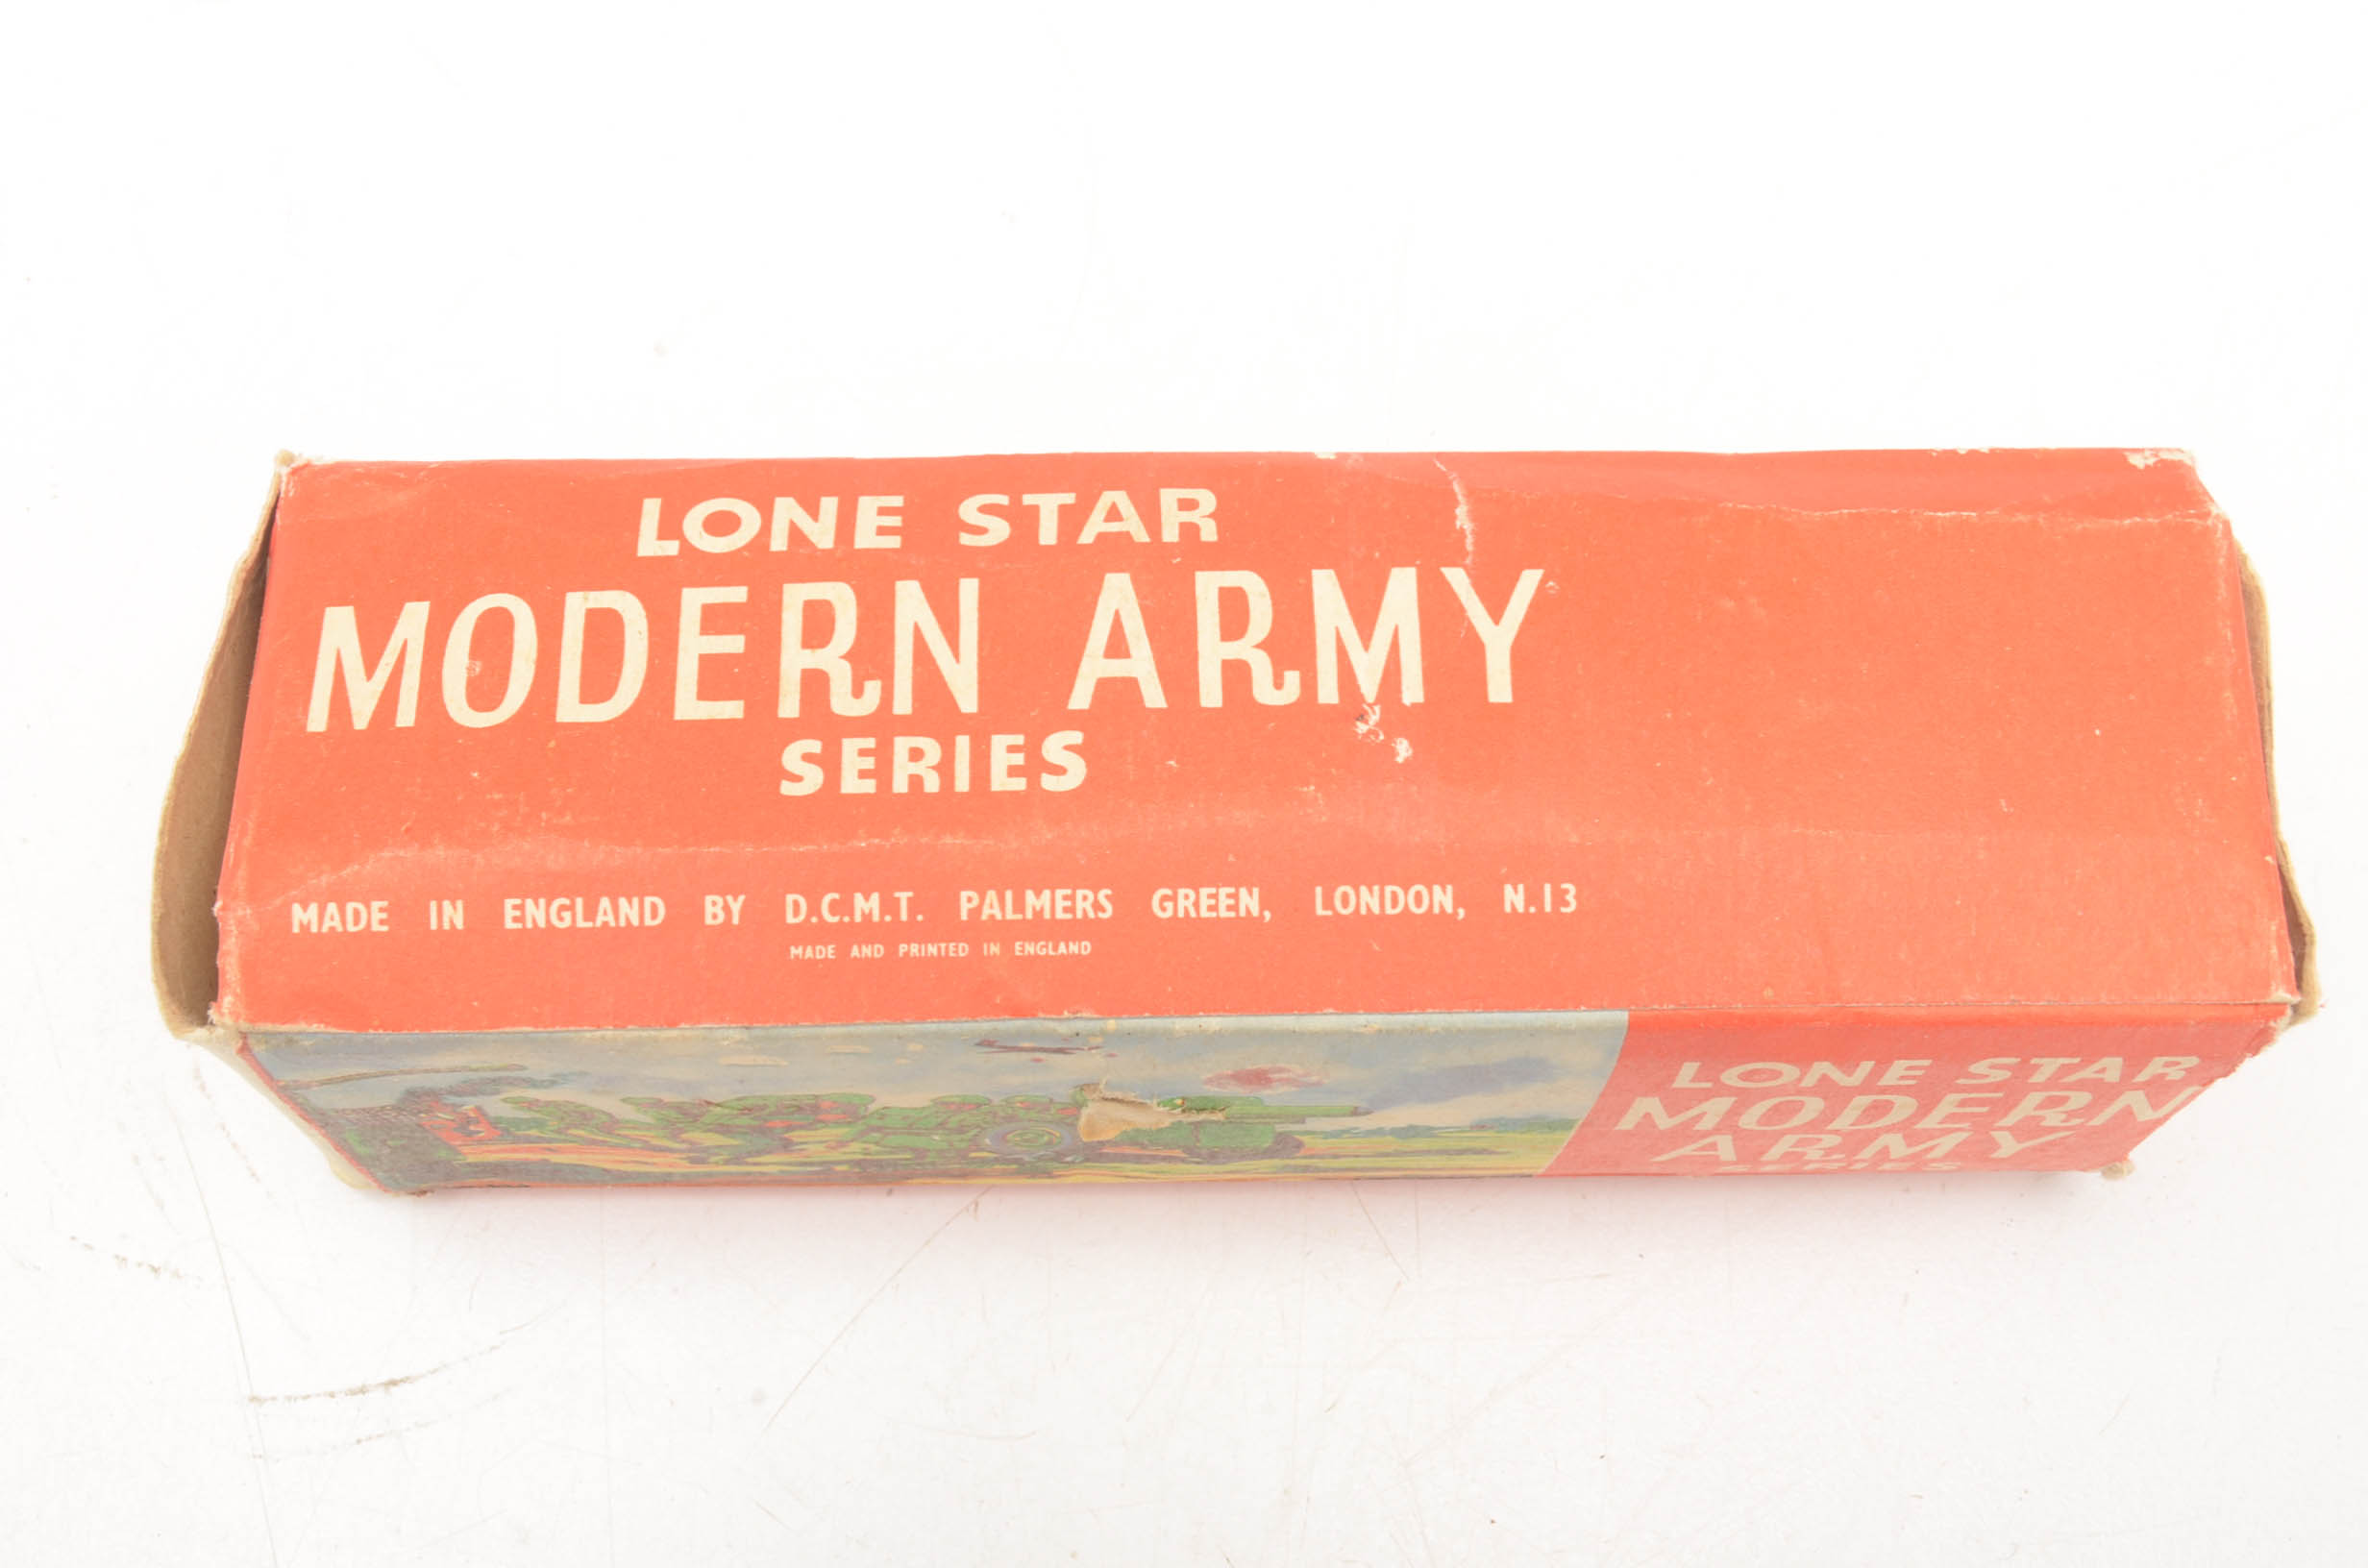 LONE STAR
MODERN ARMY
SERIES
MADE IN ENGLAND BY D.C.M.T. PALMERS GREEN, LONDON, N.13
MADE AND PRINTED IN ENGLAND
LONE STAR
MODERN
ARMY
SERIES